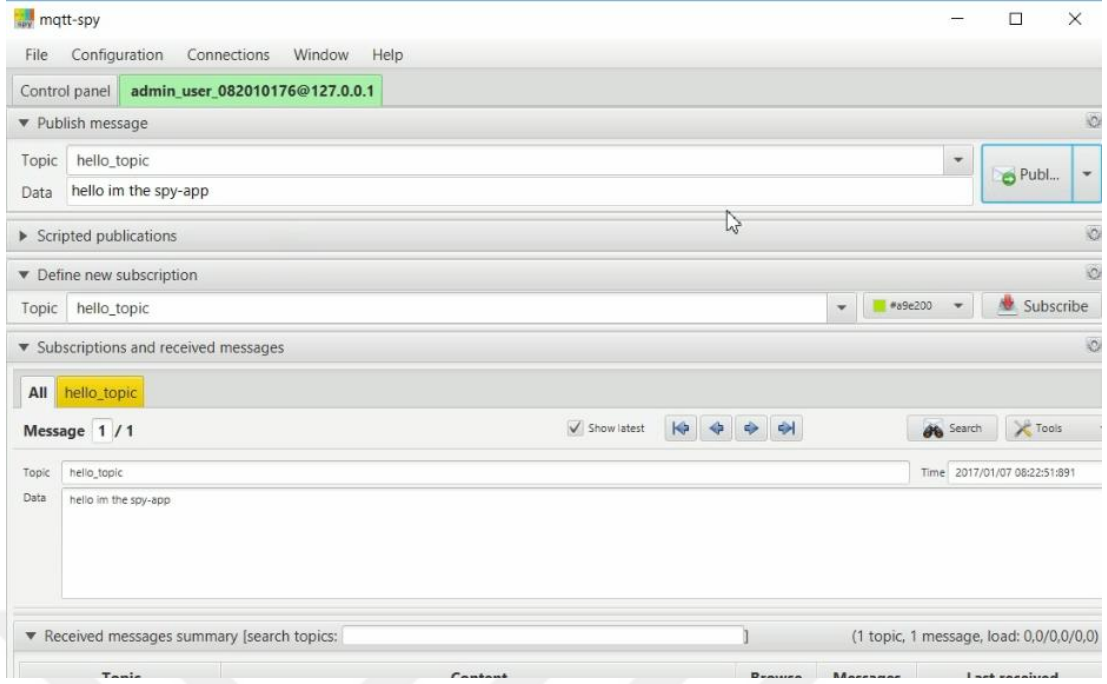 mqtt-spy
File Configuration Connections Window Help
Control panel admin_user_082010176@127.0.0.1
Publish message
Topic hello_topic
Publ...
Data hello im the spy-app
Scripted publications
Define new subscription
Topic hello_topic #a9e200 Subscribe
Subscriptions and received messages
All hello_topic
Message 1 / 1 Show latest Search Tools
Topic hello_topic Time 2017/01/07 08:22:51:891
Data hello im the spy-app
Received messages summary [search topics: ] (1 topic, 1 message, load: 0,0/0,0/0,0)
Topic Content Browse Messages Last received